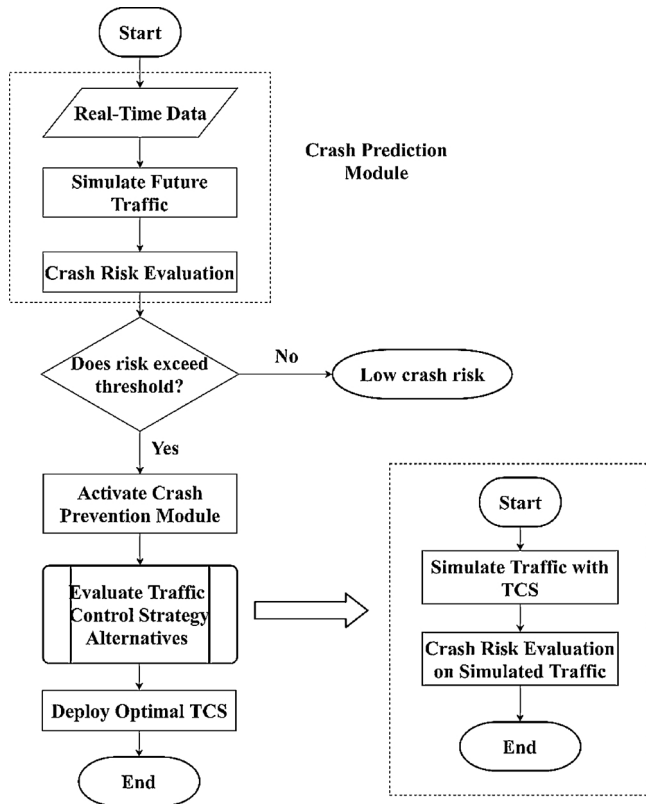 Start
Real-Time Data
Crash Prediction
Module
Simulate Future
Traffic
Crash Risk Evaluation
Does risk exceed
threshold?
No
Low crash risk
Yes
Activate Crash
Prevention Module
Evaluate Traffic
Control Strategy
Alternatives
Deploy Optimal TCS
End
Start
Simulate Traffic with
TCS
Crash Risk Evaluation
on Simulated Traffic
End